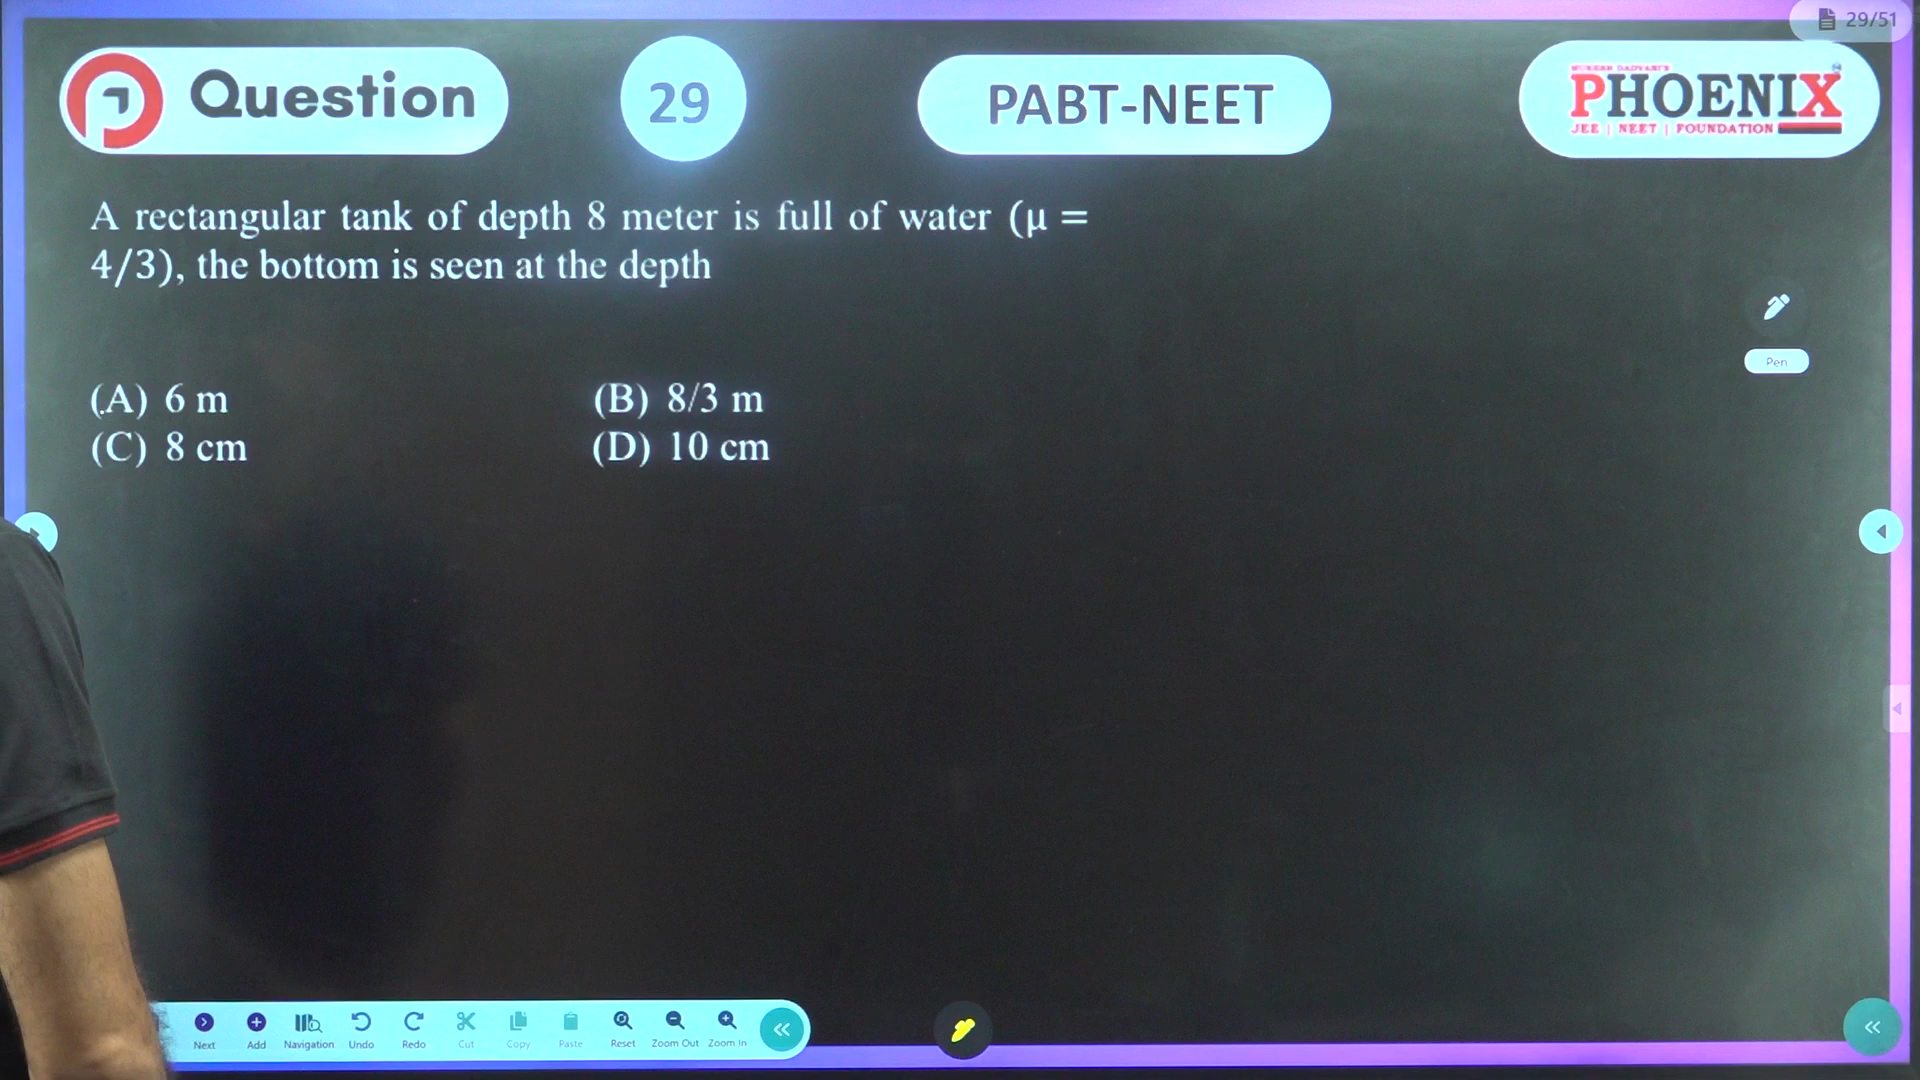 29/51
Question
29
PABT-NEET
MUKESH DADVANI'S
PHOENIX
JEE | NEET | FOUNDATION
A rectangular tank of depth 8 meter is full of water (μ =
4/3), the bottom is seen at the depth
Pen
(A) 6 m (B) 8/3 m
(C) 8 cm (D) 10 cm
Next Add Navigation Undo Redo Cut Copy Paste Reset Zoom Out Zoom In